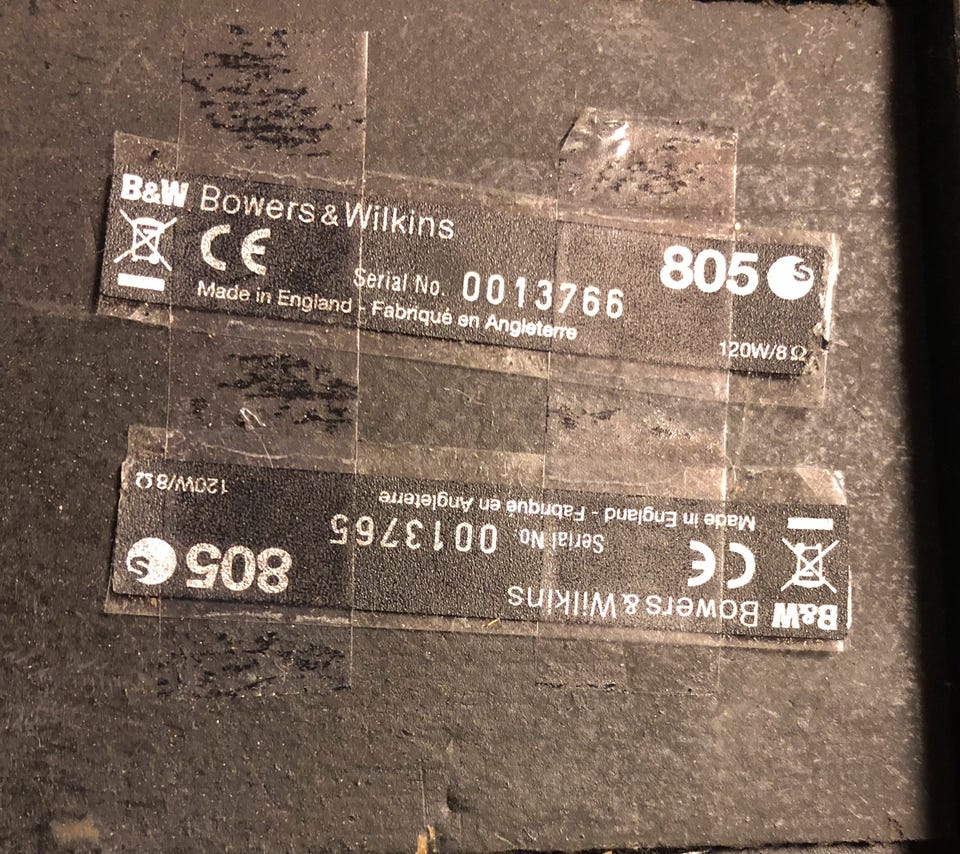 B&W Bowers & Wilkins
CE
805 S
Serial No. 0013766
Made in England - Fabriqué en Angleterre
120W/8Ω
B&W Bowers & Wilkins
CE
805 S
Serial No. 0013765
Made in England - Fabriqué en Angleterre
120W/8Ω